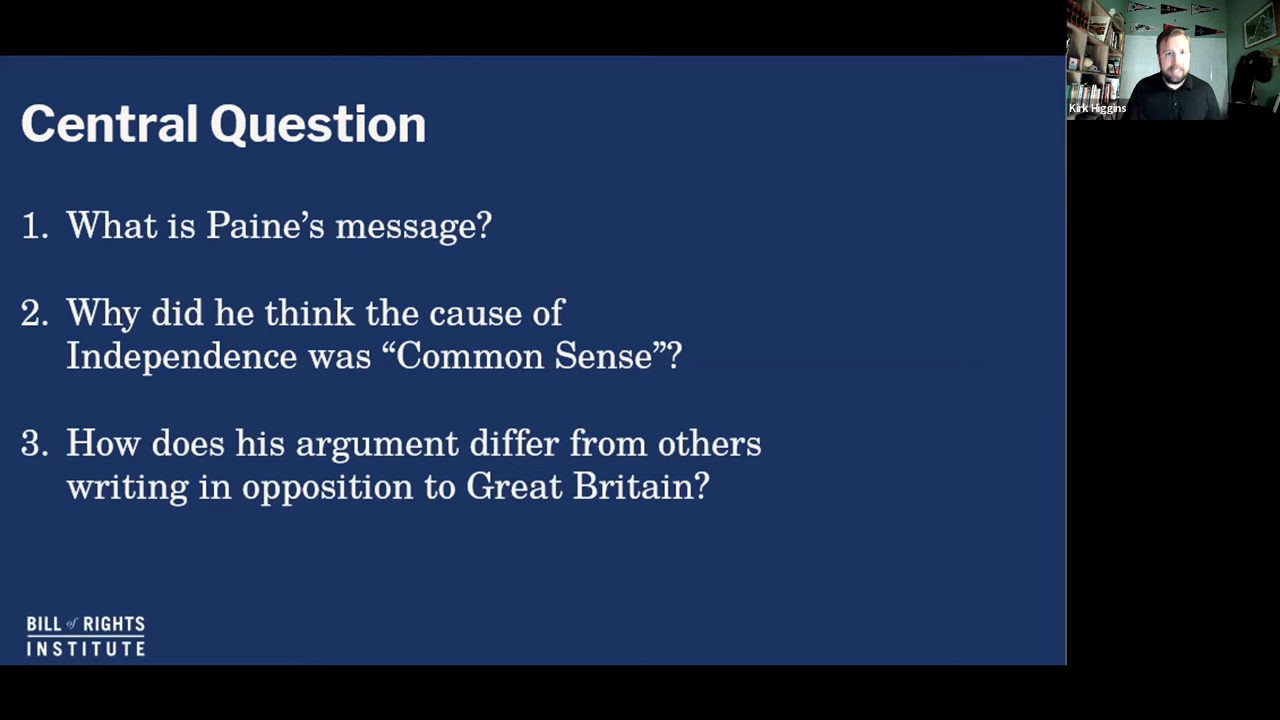 Central Question
1. What is Paine’s message?
2. Why did he think the cause of
Independence was “Common Sense”?
3. How does his argument differ from others
writing in opposition to Great Britain?
BILL of RIGHTS
INSTITUTE
Kirk Higgins